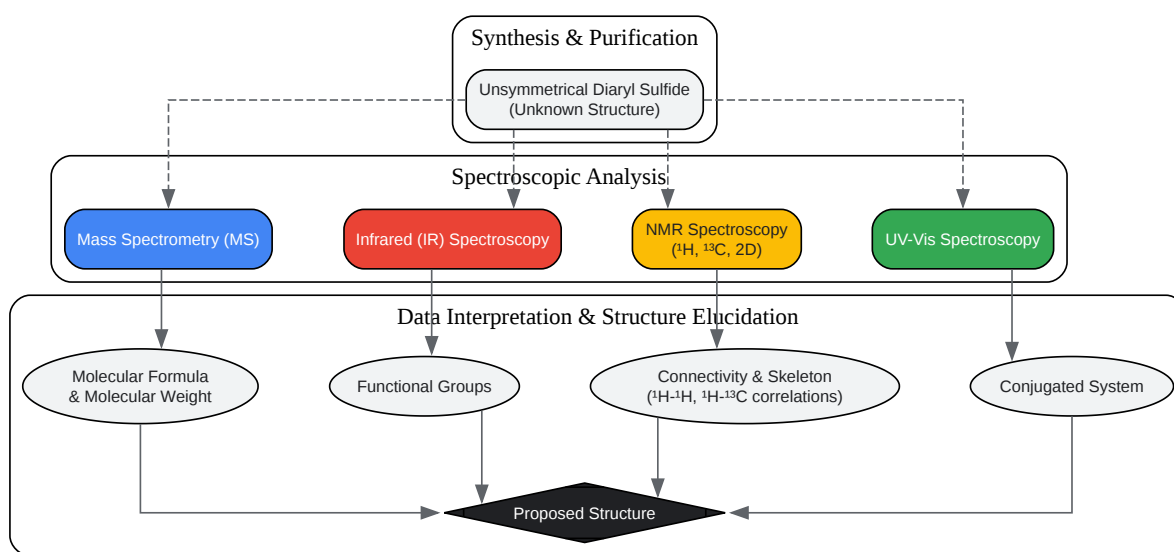 Synthesis & Purification
Unsymmetrical Diaryl Sulfide
(Unknown Structure)
Spectroscopic Analysis
Mass Spectrometry (MS)
Infrared (IR) Spectroscopy
NMR Spectroscopy
(¹H, ¹³C, 2D)
UV-Vis Spectroscopy
Data Interpretation & Structure Elucidation
Molecular Formula
& Molecular Weight
Functional Groups
Connectivity & Skeleton
(¹H-¹H, ¹H-¹³C correlations)
Conjugated System
Proposed Structure